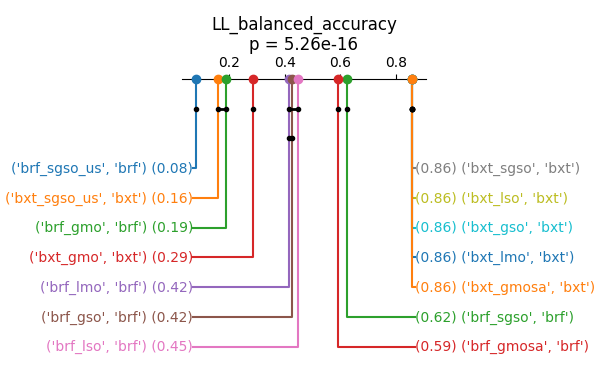 LL_balanced_accuracy
p = 5.26e-16
0.2 0.4 0.6 0.8
('brf_sgso_us', 'brf') (0.08) (0.86) ('bxt_sgso', 'bxt')
('bxt_sgso_us', 'bxt') (0.16) (0.86) ('bxt_lso', 'bxt')
('brf_gmo', 'brf') (0.19) (0.86) ('bxt_gso', 'bxt')
('bxt_gmo', 'bxt') (0.29) (0.86) ('bxt_lmo', 'bxt')
('brf_lmo', 'brf') (0.42) (0.86) ('bxt_gmosa', 'bxt')
('brf_gso', 'brf') (0.42) (0.62) ('brf_sgso', 'brf')
('brf_lso', 'brf') (0.45) (0.59) ('brf_gmosa', 'brf')